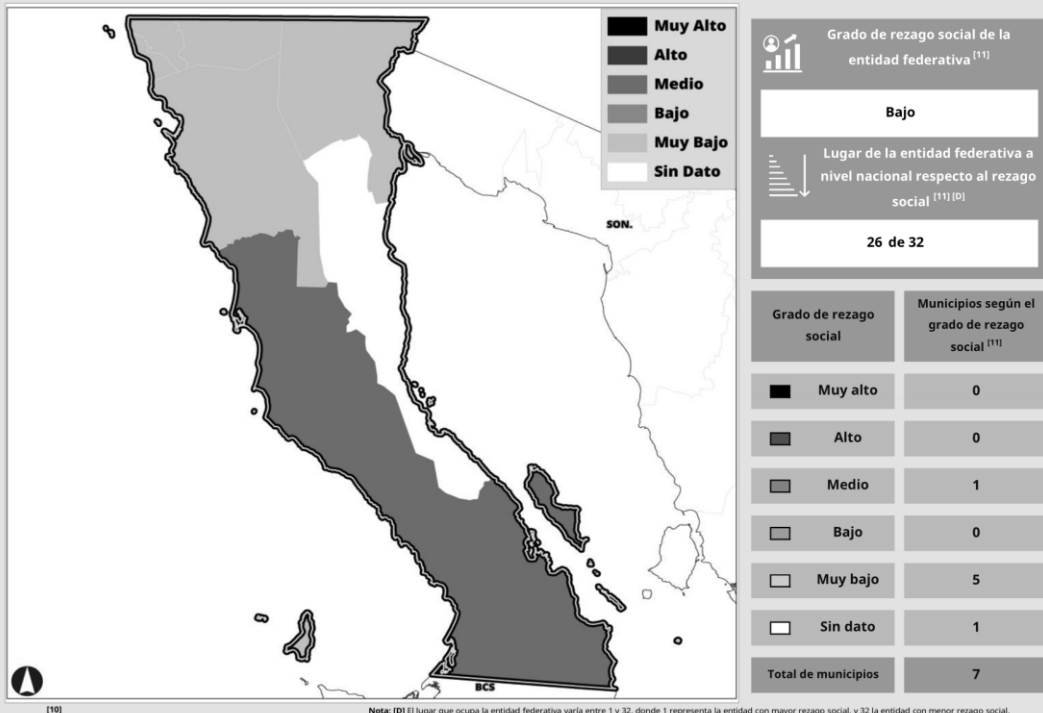 Muy Alto
Alto
Medio
Bajo
Muy Bajo
Sin Dato
SON.
BCS
Grado de rezago social de la
entidad federativa [11]
Bajo
Lugar de la entidad federativa a
nivel nacional respecto al rezago
social [11] [D]
26 de 32
Grado de rezago
social
Municipios según el
grado de rezago
social [11]
Muy alto 0
Alto 0
Medio 1
Bajo 0
Muy bajo 5
Sin dato 1
Total de municipios 7
[10]
Nota: [D] El lugar que ocupa la entidad federativa varía entre 1 y 32, donde 1 representa la entidad con mayor rezago social, y 32 la entidad con menor rezago social.